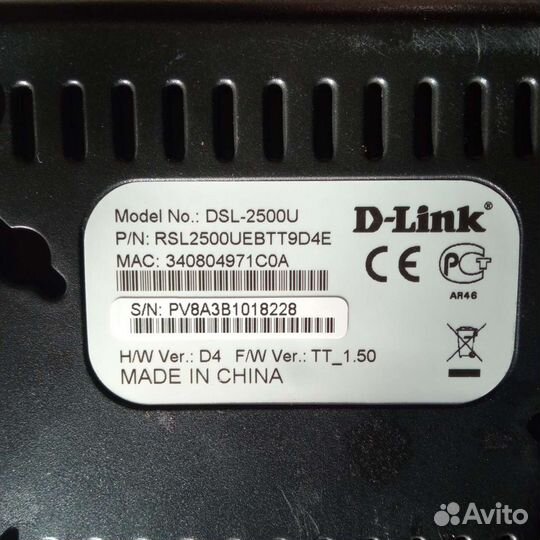 Model No.: DSL-2500U
D-Link
P/N: RSL2500UEBTT9D4E
MAC: 340804971C0A
CE
РСТ
AR46
S/N: PV8A3B1018228
H/W Ver.: D4 F/W Ver.: TT_1.50
MADE IN CHINA
Avito